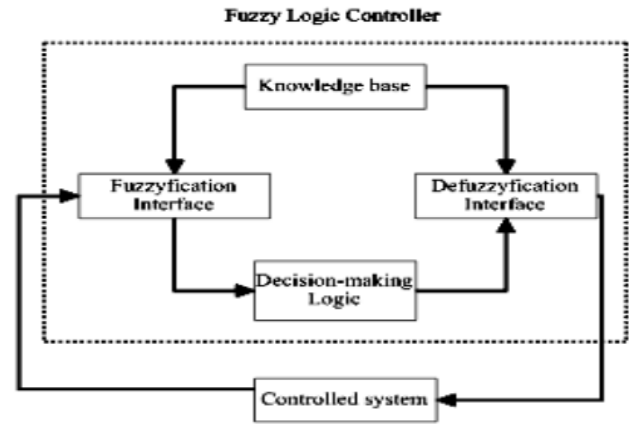 Fuzzy Logic Controller
Knowledge base
Fuzzyfication
Interface
Defuzzyfication
Interface
Decision-making
Logic
Controlled system